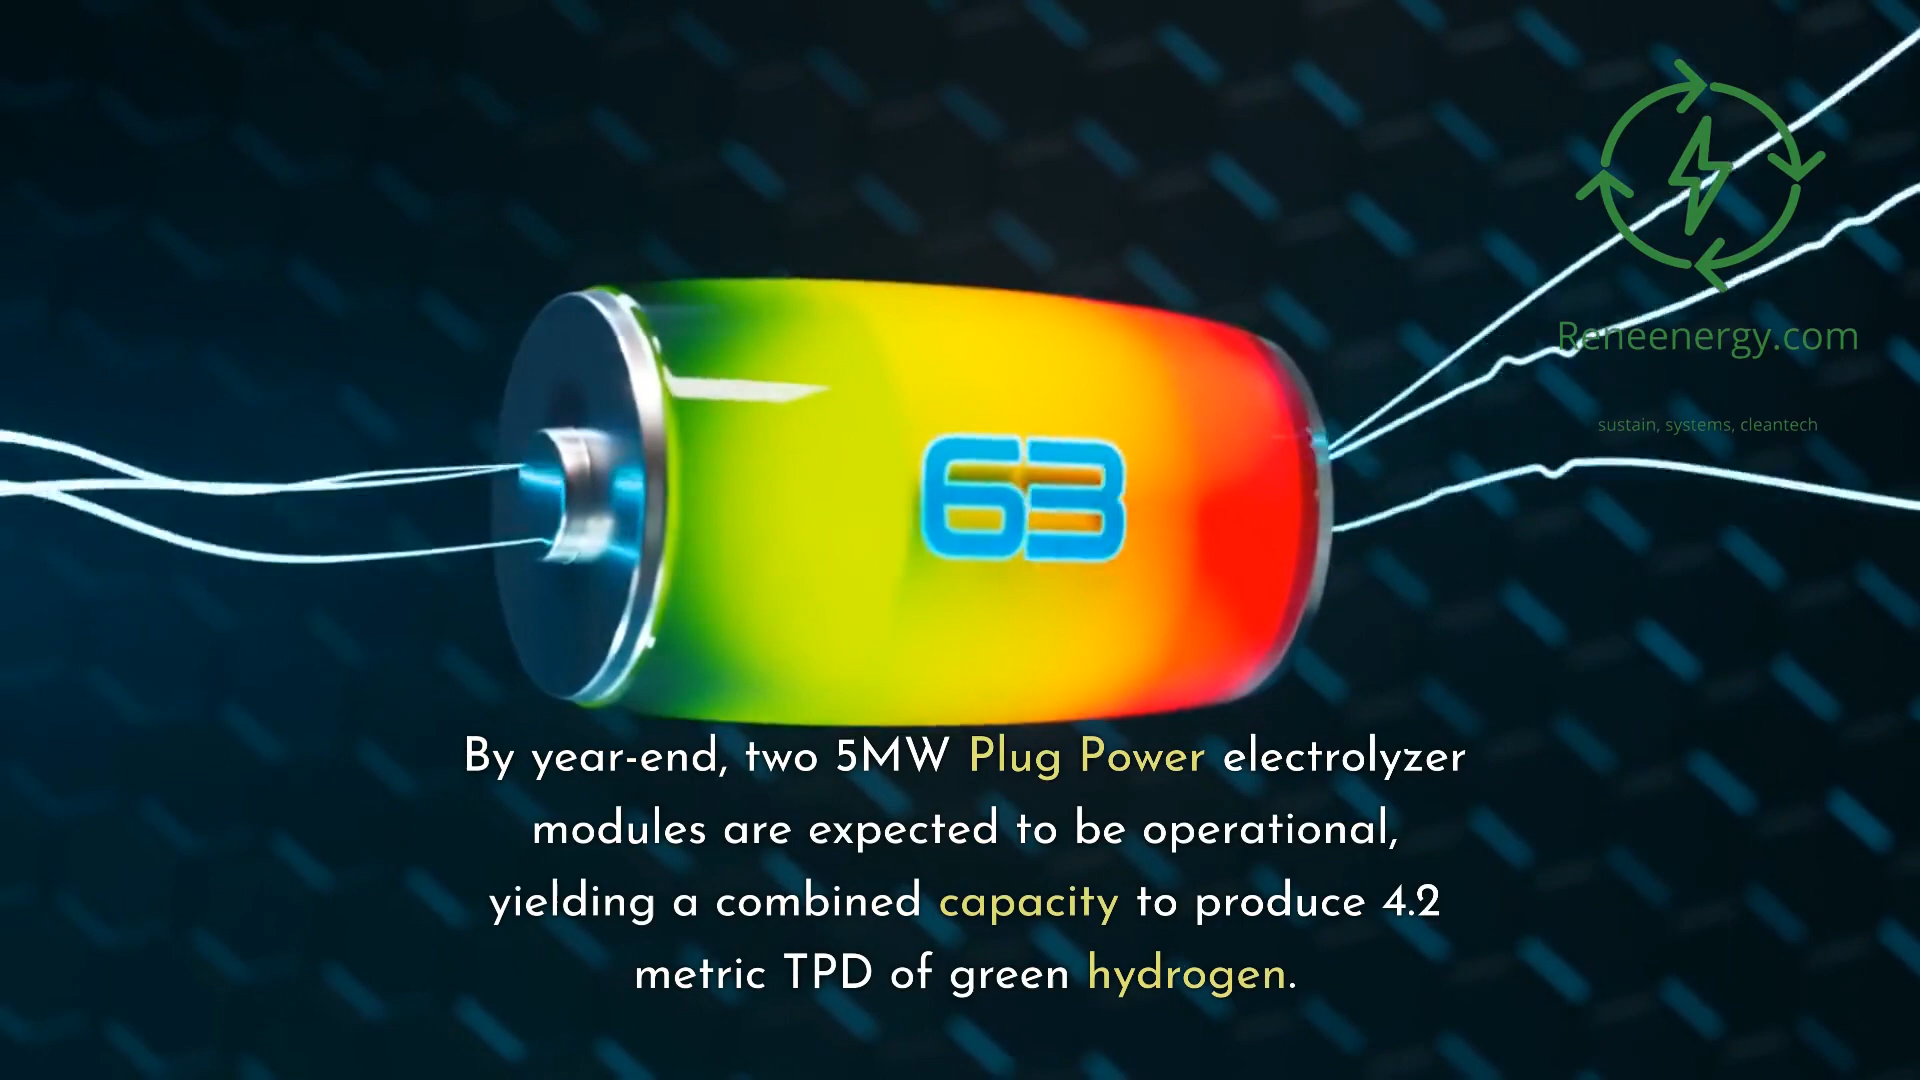 Reneenergy.com
sustain, systems, cleantech
63
By year-end, two 5MW Plug Power electrolyzer
modules are expected to be operational,
yielding a combined capacity to produce 4.2
metric TPD of green hydrogen.